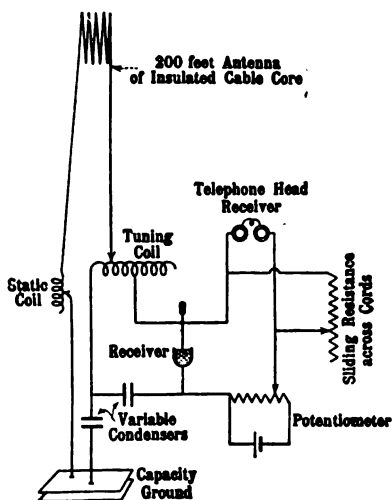 200 feet Antenna
of Insulated Cable Core
Telephone Head
Receiver
Tuning
Coil
Static
Coil
Sliding Resistance
across Cords
Receiver
Variable
Condensers
Potentiometer
Capacity
Ground